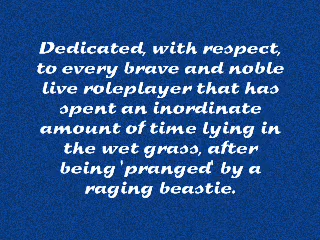 Dedicated, with respect,
to every brave and noble
live roleplayer that has
spent an inordinate
amount of time lying in
the wet grass, after
being 'pranged' by a
raging beastie.